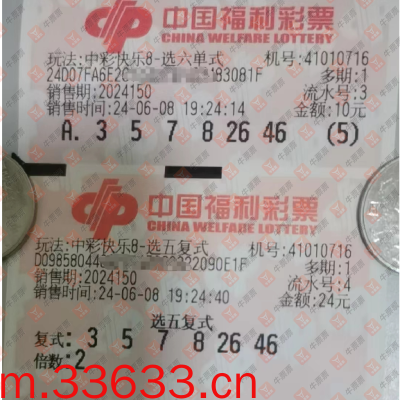 中国福利彩票
CHINA WELFARE LOTTERY
玩法:中彩快乐8-选六单式 机号:41010716
24D07FA6E2C 183081F 多期:1
销售期:2024150 流水号:3
销售时间:24-06-08 19:24:14 金额:10元
A. 3 5 7 8 26 46 (5)
中国福利彩票
CHINA WELFARE LOTTERY
玩法:中彩快乐8-选五复式 机号:41010716
D09858044 2090E1F 多期:1
销售期:2024150 流水号:4
销售时间:24-06-08 19:24:40 金额:24元
选五复式
复式: 3 5 7 8 26 46
倍数:2
m.33633.cn